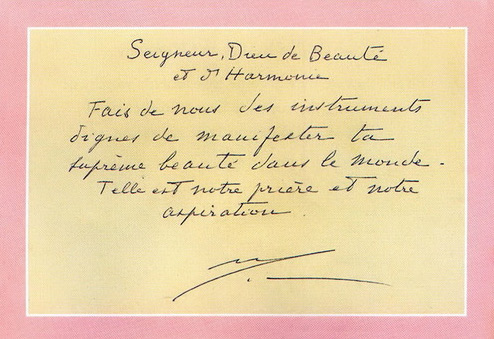 Seigneur, Dieu de Beauté
et d'Harmonie
Fais de nous des instruments
dignes de manifester ta
suprême beauté dans le monde.
Telle est notre prière et notre
aspiration.